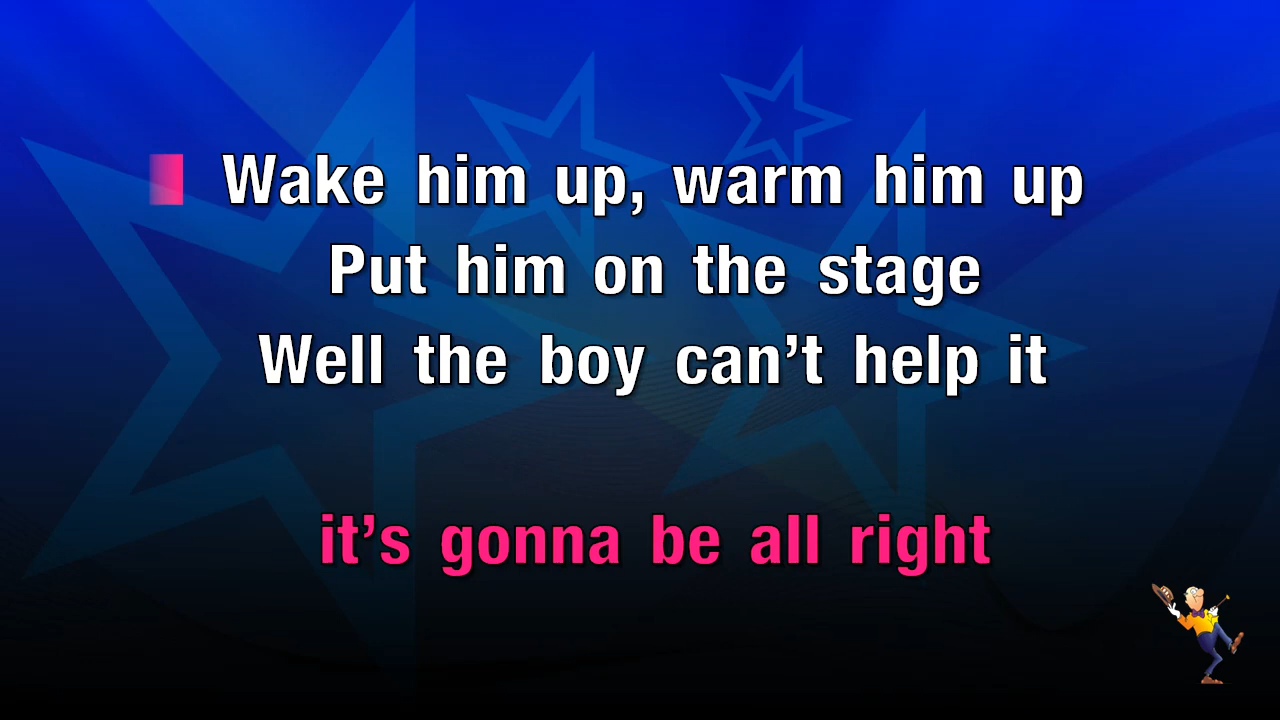 Wake him up, warm him up
Put him on the stage
Well the boy can’t help it
it’s gonna be all right